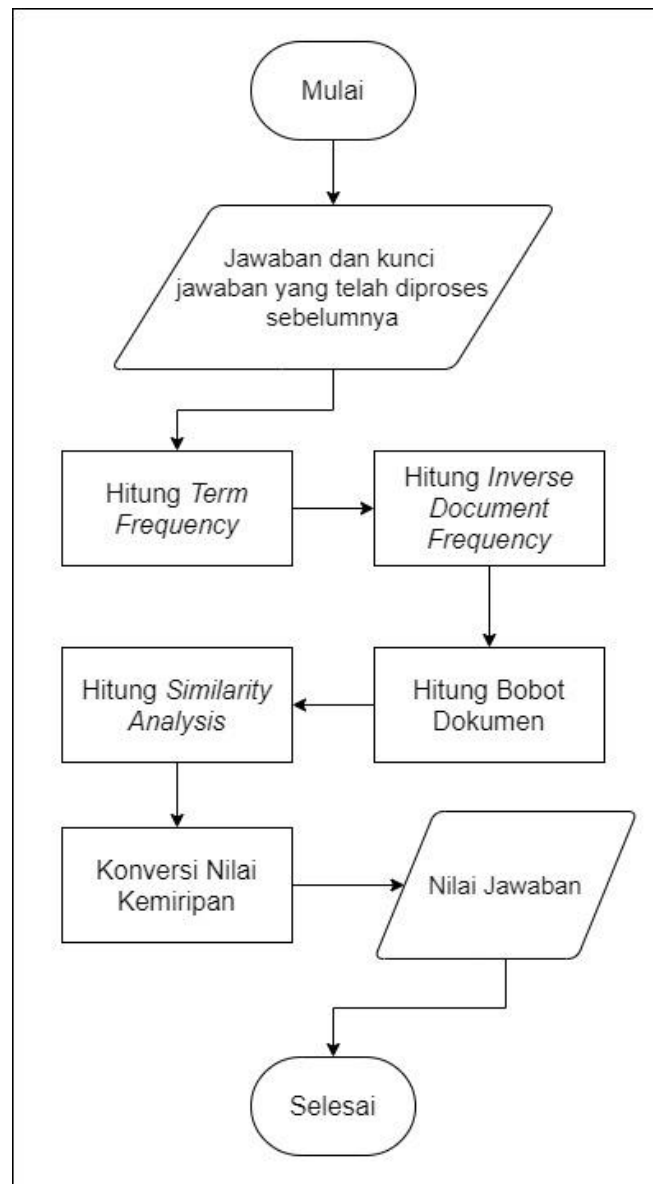 Mulai
Jawaban dan kunci
jawaban yang telah diproses
sebelumnya
Hitung Term
Frequency
Hitung Inverse
Document
Frequency
Hitung Bobot
Dokumen
Hitung Similarity
Analysis
Konversi Nilai
Kemiripan
Nilai Jawaban
Selesai